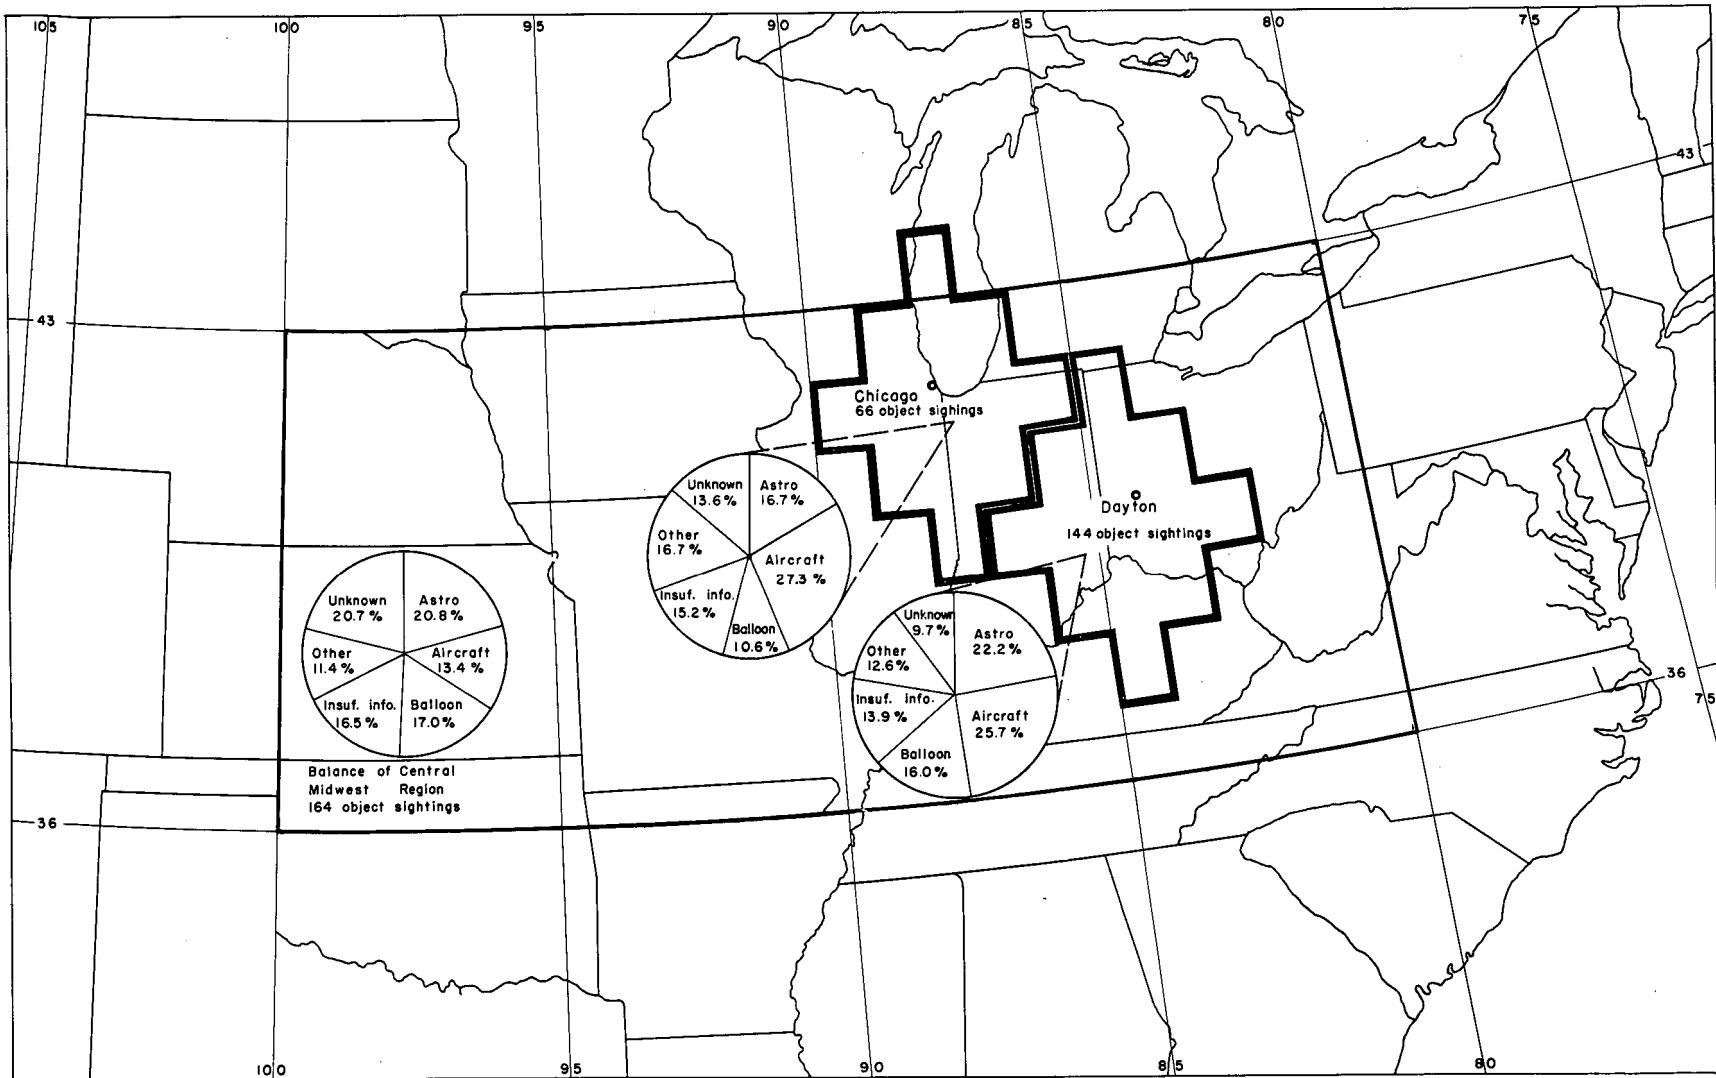 105
100
95
90
85
80
75
43
43
Chicago
66 object sighings
Dayton
144 object sightings
Unknown
13.6 %
Astro
16.7 %
Other
16.7 %
Aircraft
27.3 %
Insuf. info.
15.2 %
Balloon
10.6 %
Unknown
20.7 %
Astro
20.8 %
Other
11.4 %
Aircraft
13.4 %
Insuf. info.
16.5 %
Balloon
17.0 %
Unknown
9.7 %
Astro
22.2 %
Other
12.6 %
Insuf. info.
13.9 %
Aircraft
25.7 %
Balloon
16.0 %
Balance of Central
Midwest Region
164 object sightings
36
36
75
100
95
90
85
80